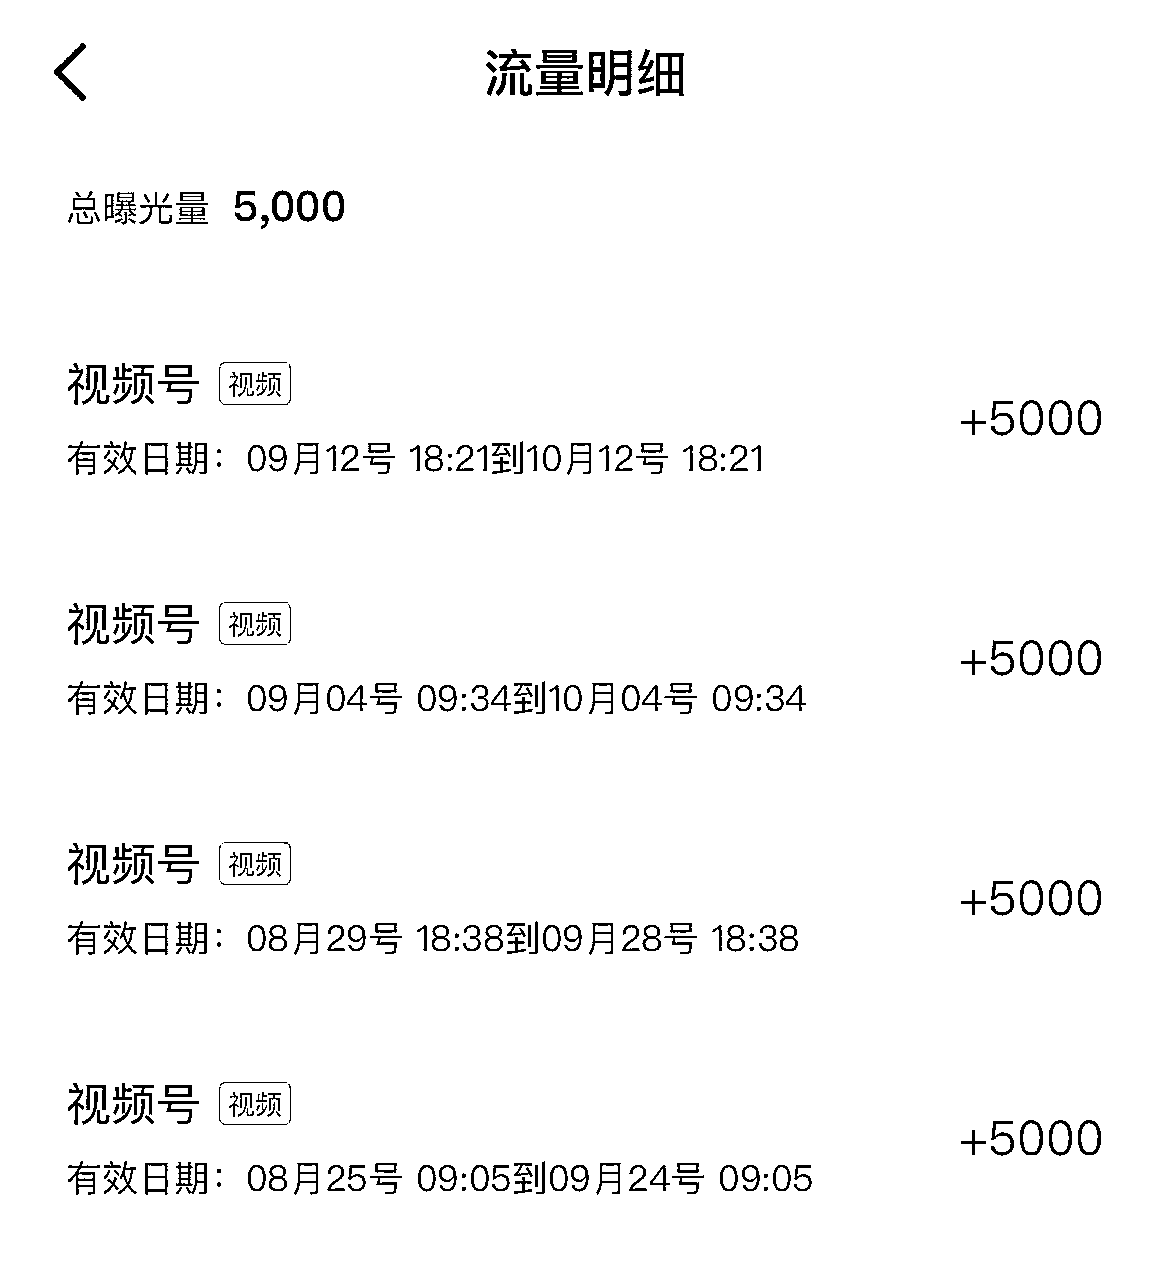 流量明细
总曝光量 5,000
视频号 视频
+5000
有效日期：09月12号 18:21到10月12号 18:21
视频号 视频
+5000
有效日期：09月04号 09:34到10月04号 09:34
视频号 视频
+5000
有效日期：08月29号 18:38到09月28号 18:38
视频号 视频
+5000
有效日期：08月25号 09:05到09月24号 09:05